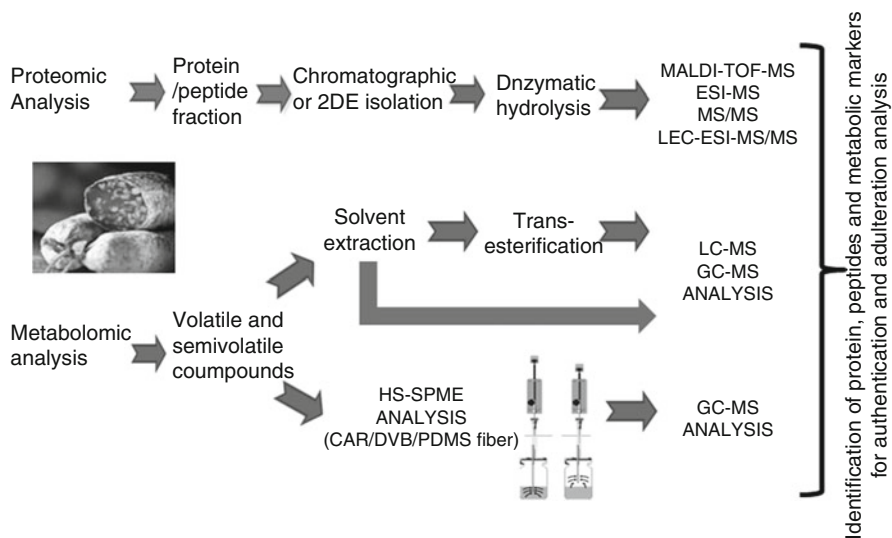 Proteomic
Analysis
Protein
/peptide
fraction
Chromatographic
or 2DE isolation
Dnzymatic
hydrolysis
MALDI-TOF-MS
ESI-MS
MS/MS
LEC-ESI-MS/MS
Solvent
extraction
Trans-
esterification
LC-MS
GC-MS
ANALYSIS
Metabolomic
analysis
Volatile and
semivolatile
coumpounds
HS-SPME
ANALYSIS
(CAR/DVB/PDMS fiber)
GC-MS
ANALYSIS
Identification of protein, peptides and metabolic markers
for authentication and adulteration analysis